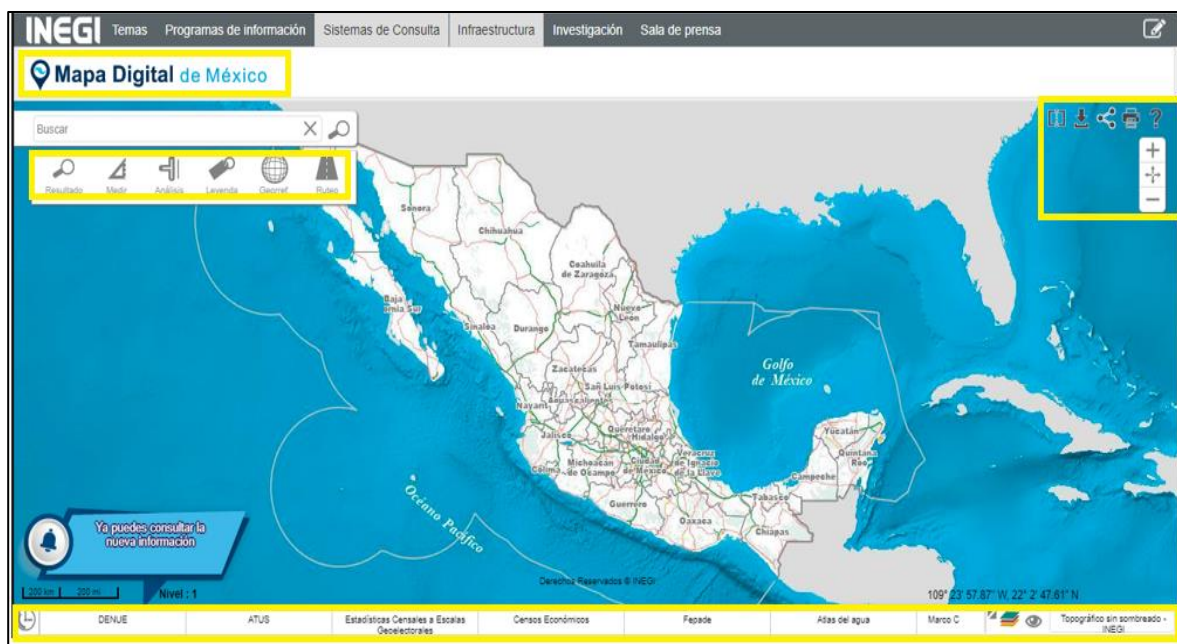 INEGI Temas Programas de información Sistemas de Consulta Infraestructura Investigación Sala de prensa
Mapa Digital de México
Buscar
Resultado Medir Análisis Leyenda Georref. Ruteo
Sonora
Chihuahua
Coahuila
de Zaragoza
Baja
rnia Sur
Nuevo
León
Sinaloa
Durango
Tamaulipas
Golfo
de México
Zacatecas
San Luis Potosí
Nayarit
Aguascalientes
Jalisco
Querétaro
Hidalgo
Yucatán
Quintana
Roo
Campeche
Colima
Michoacán
de Ocampo
Ciudad
de México
Veracruz
de Ignacio
de la Llave
Guerrero
Tabasco
Oaxaca
Chiapas
Océano Pacífico
Ya puedes consultar la
nueva información
Derechos Reservados © INEGI
200 km 200 mi Nivel : 1
109° 23' 57.87" W, 22° 2' 47.61" N
DENUE ATUS Estadísticas Censales a Escalas Censos Económicos Fepade Atlas del agua Marco C Topográfico sin sombreado -
Geoelectorales INEGI